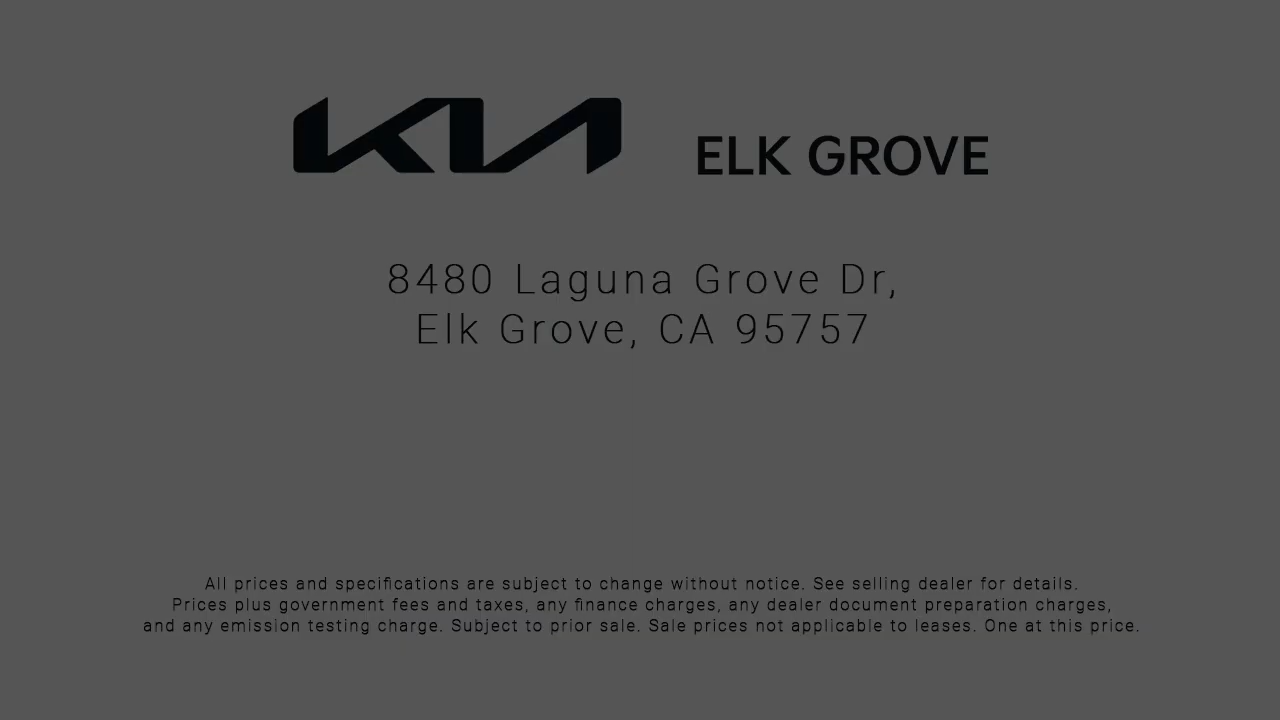 KIA ELK GROVE
8480 Laguna Grove Dr,
Elk Grove, CA 95757
All prices and specifications are subject to change without notice. See selling dealer for details.
Prices plus government fees and taxes, any finance charges, any dealer document preparation charges,
and any emission testing charge. Subject to prior sale. Sale prices not applicable to leases. One at this price.